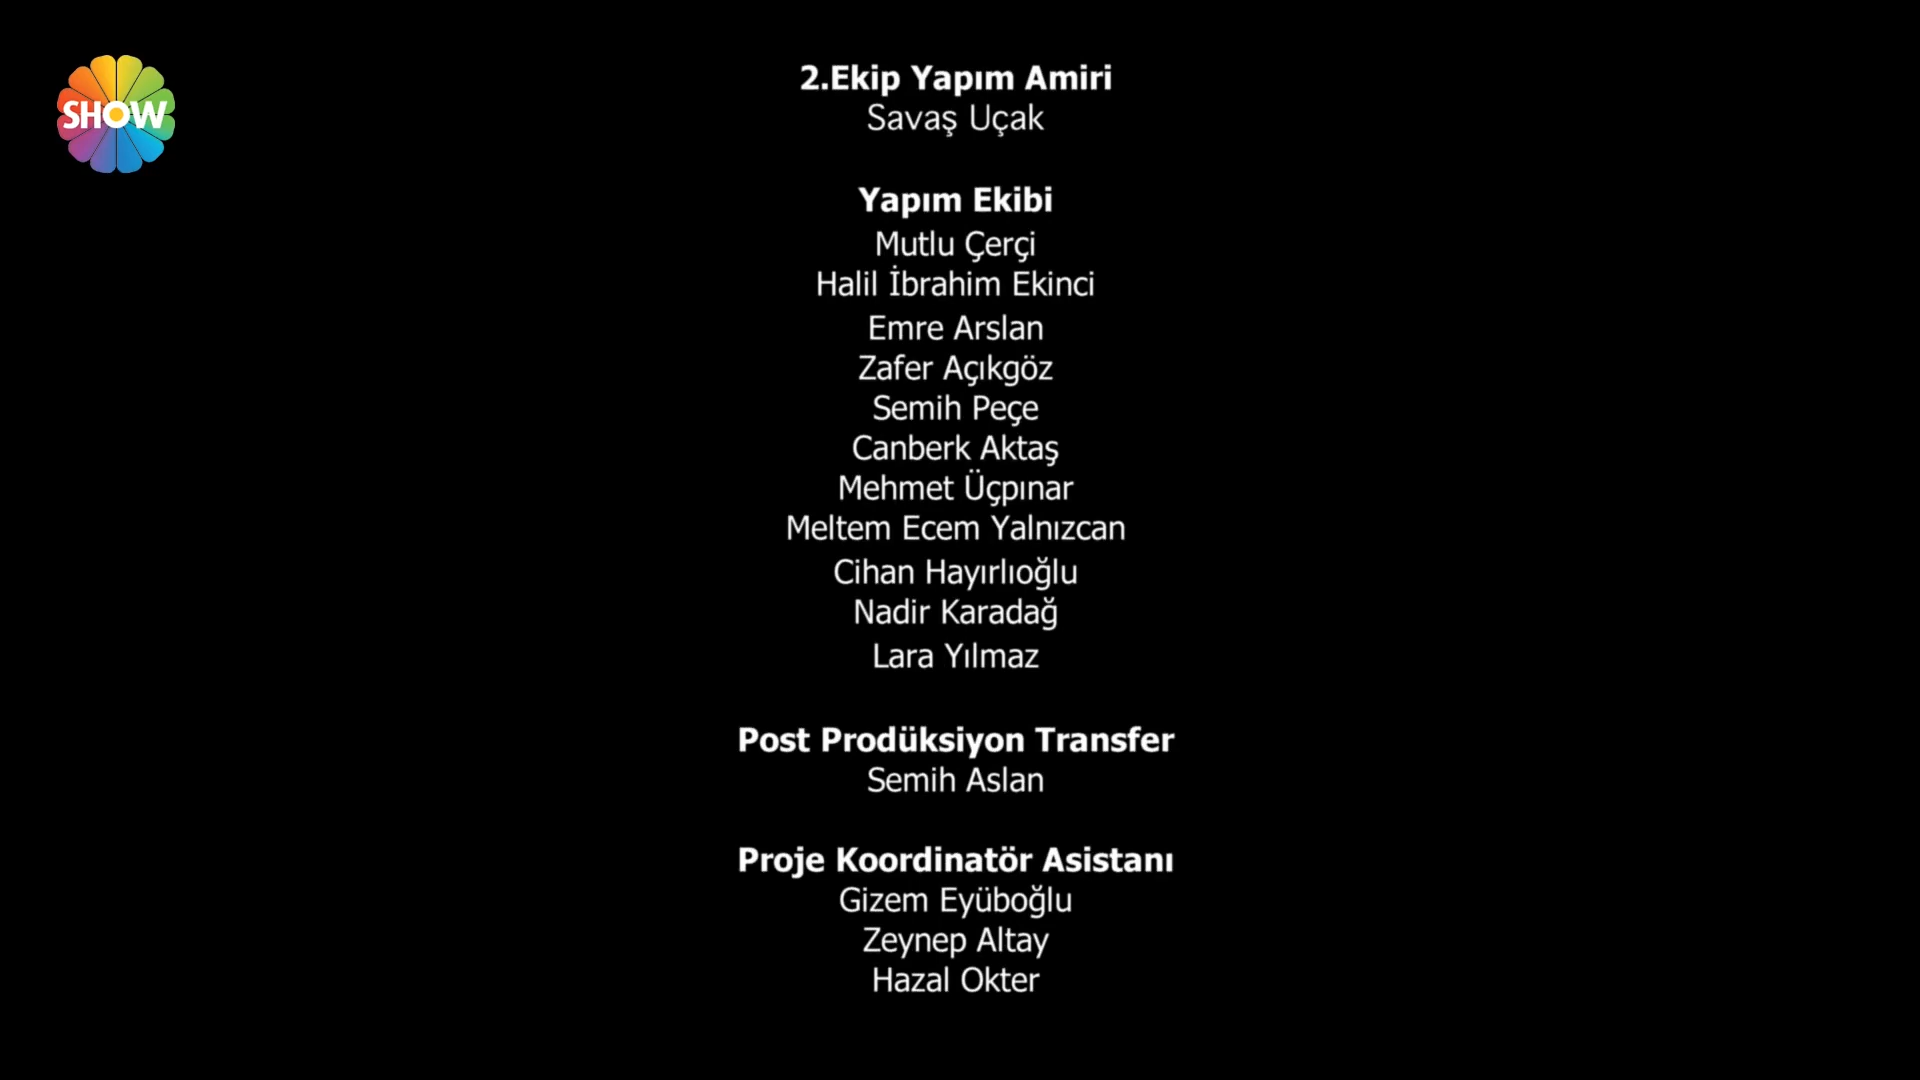 SHOW
2.Ekip Yapım Amiri
Savaş Uçak
Yapım Ekibi
Mutlu Çerçi
Halil İbrahim Ekinci
Emre Arslan
Zafer Açıkgöz
Semih Peçe
Canberk Aktaş
Mehmet Üçpınar
Meltem Ecem Yalnızcan
Cihan Hayırlıoğlu
Nadir Karadağ
Lara Yılmaz
Post Prodüksiyon Transfer
Semih Aslan
Proje Koordinatör Asistanı
Gizem Eyüboğlu
Zeynep Altay
Hazal Okter